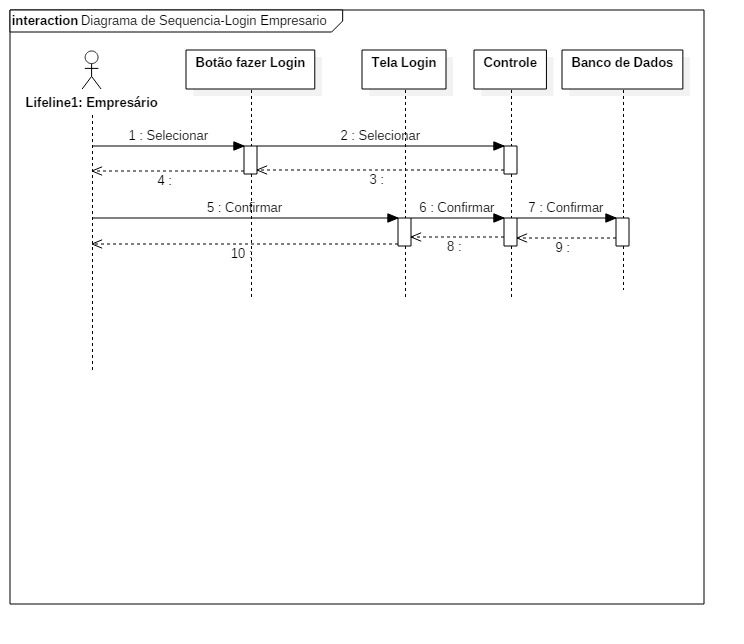 interaction Diagrama de Sequencia-Login Empresario
Botão fazer Login
Tela Login
Controle
Banco de Dados
Lifeline1: Empresário
1 : Selecionar
2 : Selecionar
3 :
4 :
5 : Confirmar
6 : Confirmar
7 : Confirmar
8 :
9 :
10